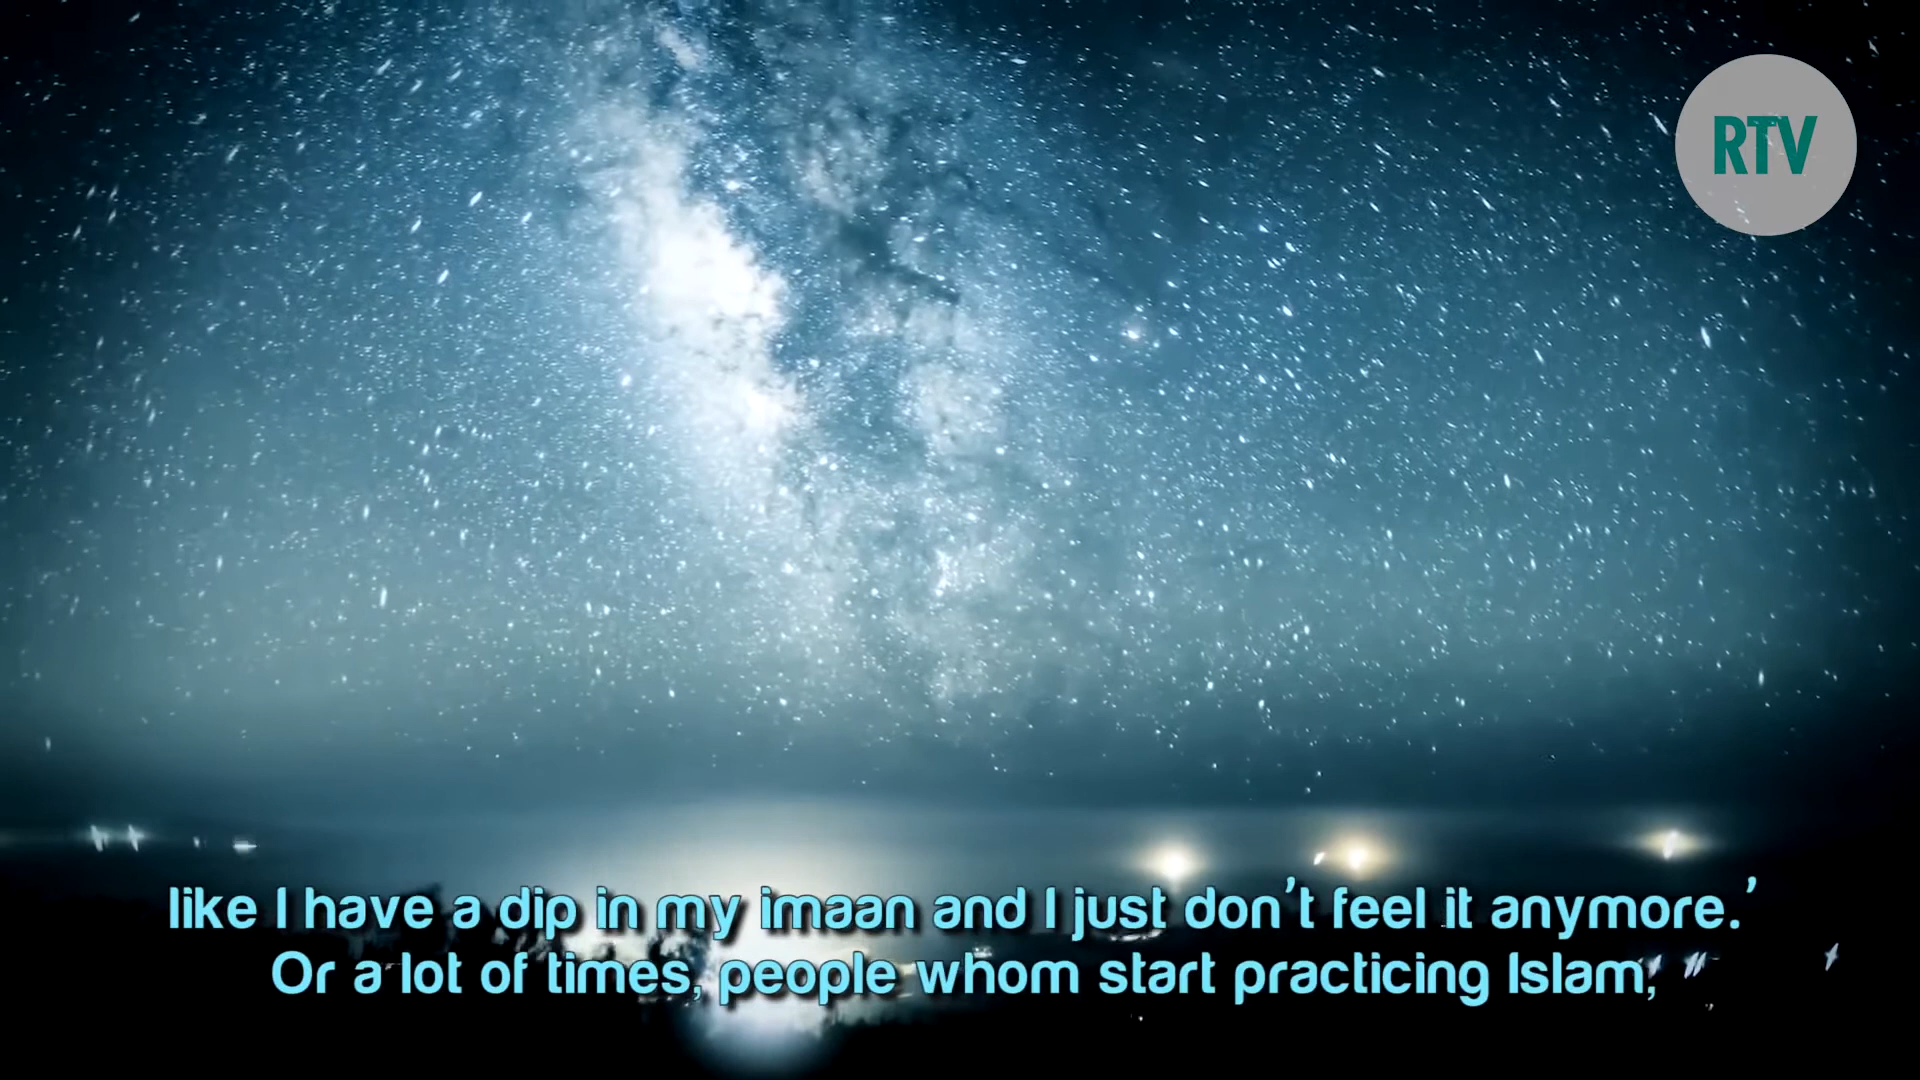 RTV
like I have a dip in my imaan and I just don't feel it anymore.'
Or a lot of times, people whom start practicing Islam,